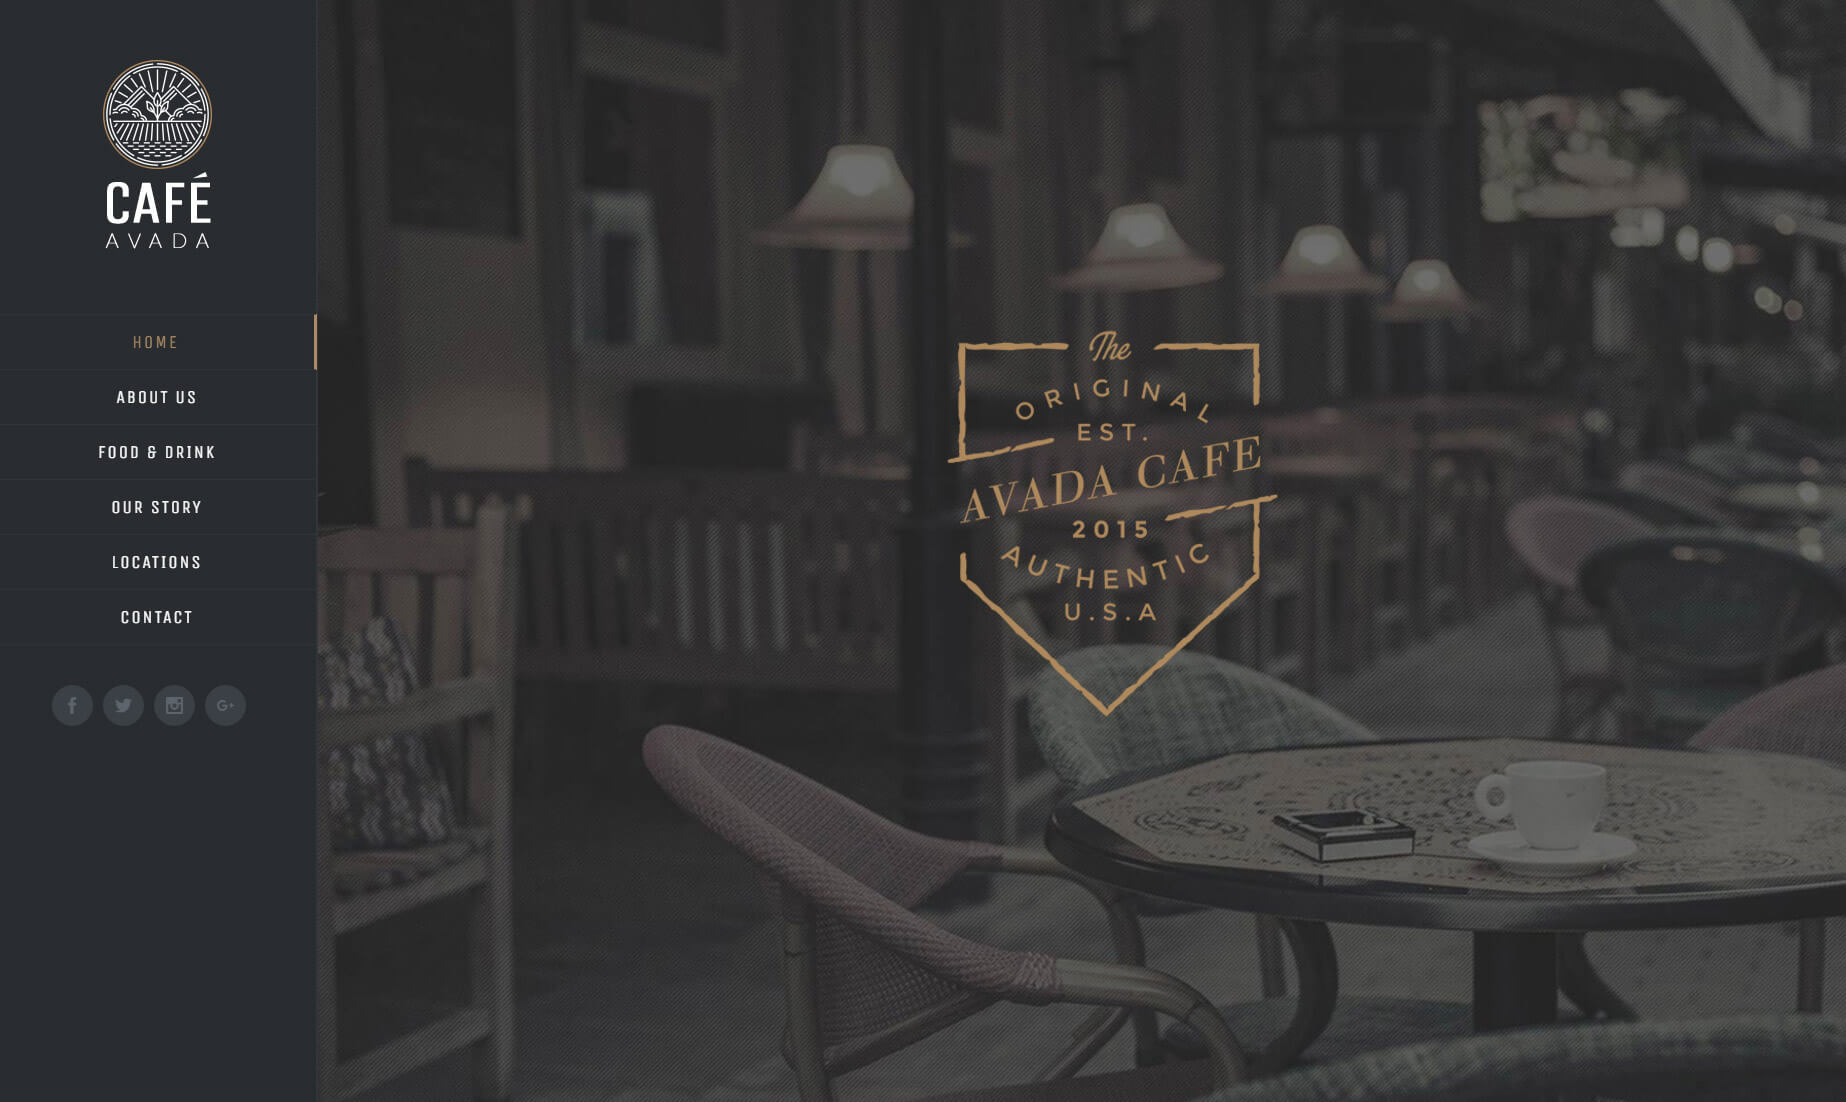 CAFÉ
AVADA
HOME
ABOUT US
FOOD & DRINK
OUR STORY
LOCATIONS
CONTACT
G+
The
ORIGINAL
EST.
AVADA CAFE
2015
AUTHENTIC
U.S.A